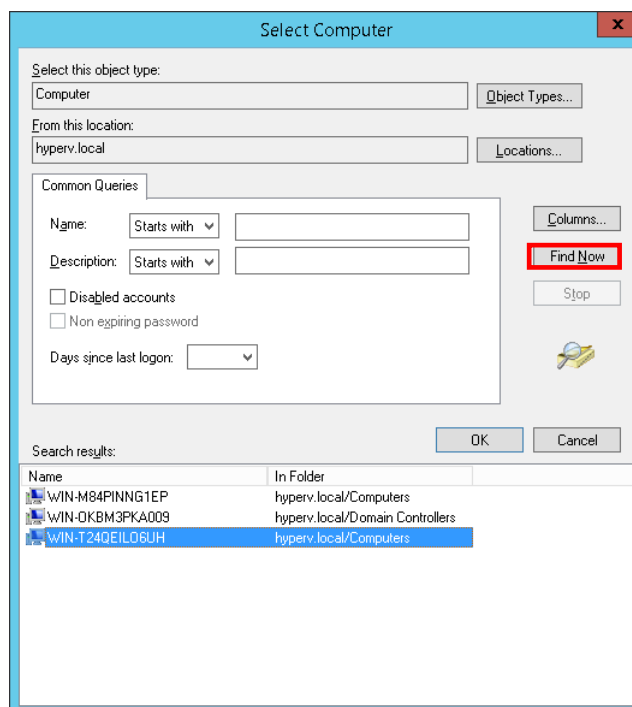 Select Computer
x
Select this object type:
Computer
Object Types...
From this location:
hyperv.local
Locations...
Common Queries
Name: Starts with
Description: Starts with
Disabled accounts
Non expiring password
Days since last logon:
Columns...
Find Now
Stop
OK Cancel
Search results:
Name In Folder
WIN-M84PINNG1EP hyperv.local/Computers
WIN-OKBM3PKA009 hyperv.local/Domain Controllers
WIN-T24QEILO6UH hyperv.local/Computers